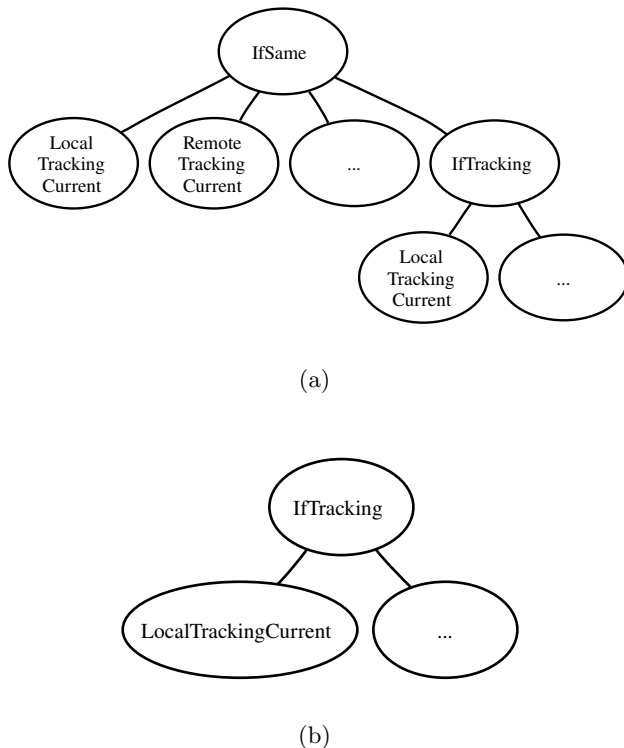 IfSame
Local
Tracking
Current
Remote
Tracking
Current
...
IfTracking
Local
Tracking
Current
...
(a)
IfTracking
LocalTrackingCurrent
...
(b)